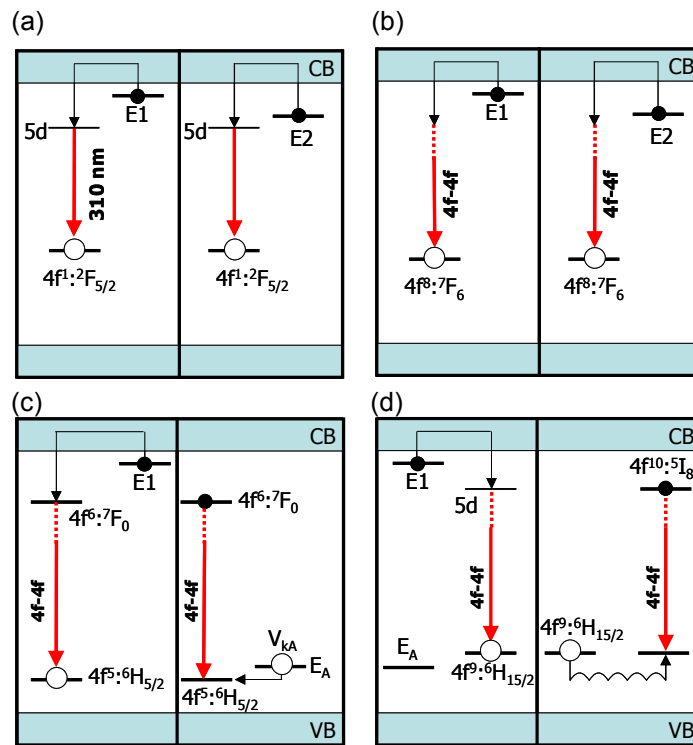 (a)
(b)
CB
E1
E2
5d
310 nm
4f¹:²F₅/₂
4f¹:²F₅/₂
CB
E1
E2
4f-4f
4f-4f
4f⁸:⁷F₆
4f⁸:⁷F₆
(c)
(d)
CB
E1
4f⁶:⁷F₀
4f⁶:⁷F₀
4f-4f
4f-4f
VₖA
E_A
4f⁵:⁶H₅/₂
4f⁵:⁶H₅/₂
VB
CB
E1
4f¹⁰:⁵I₈
5d
4f-4f
4f-4f
4f⁹:⁶H₁₅/₂
E_A
4f⁹:⁶H₁₅/₂
VB